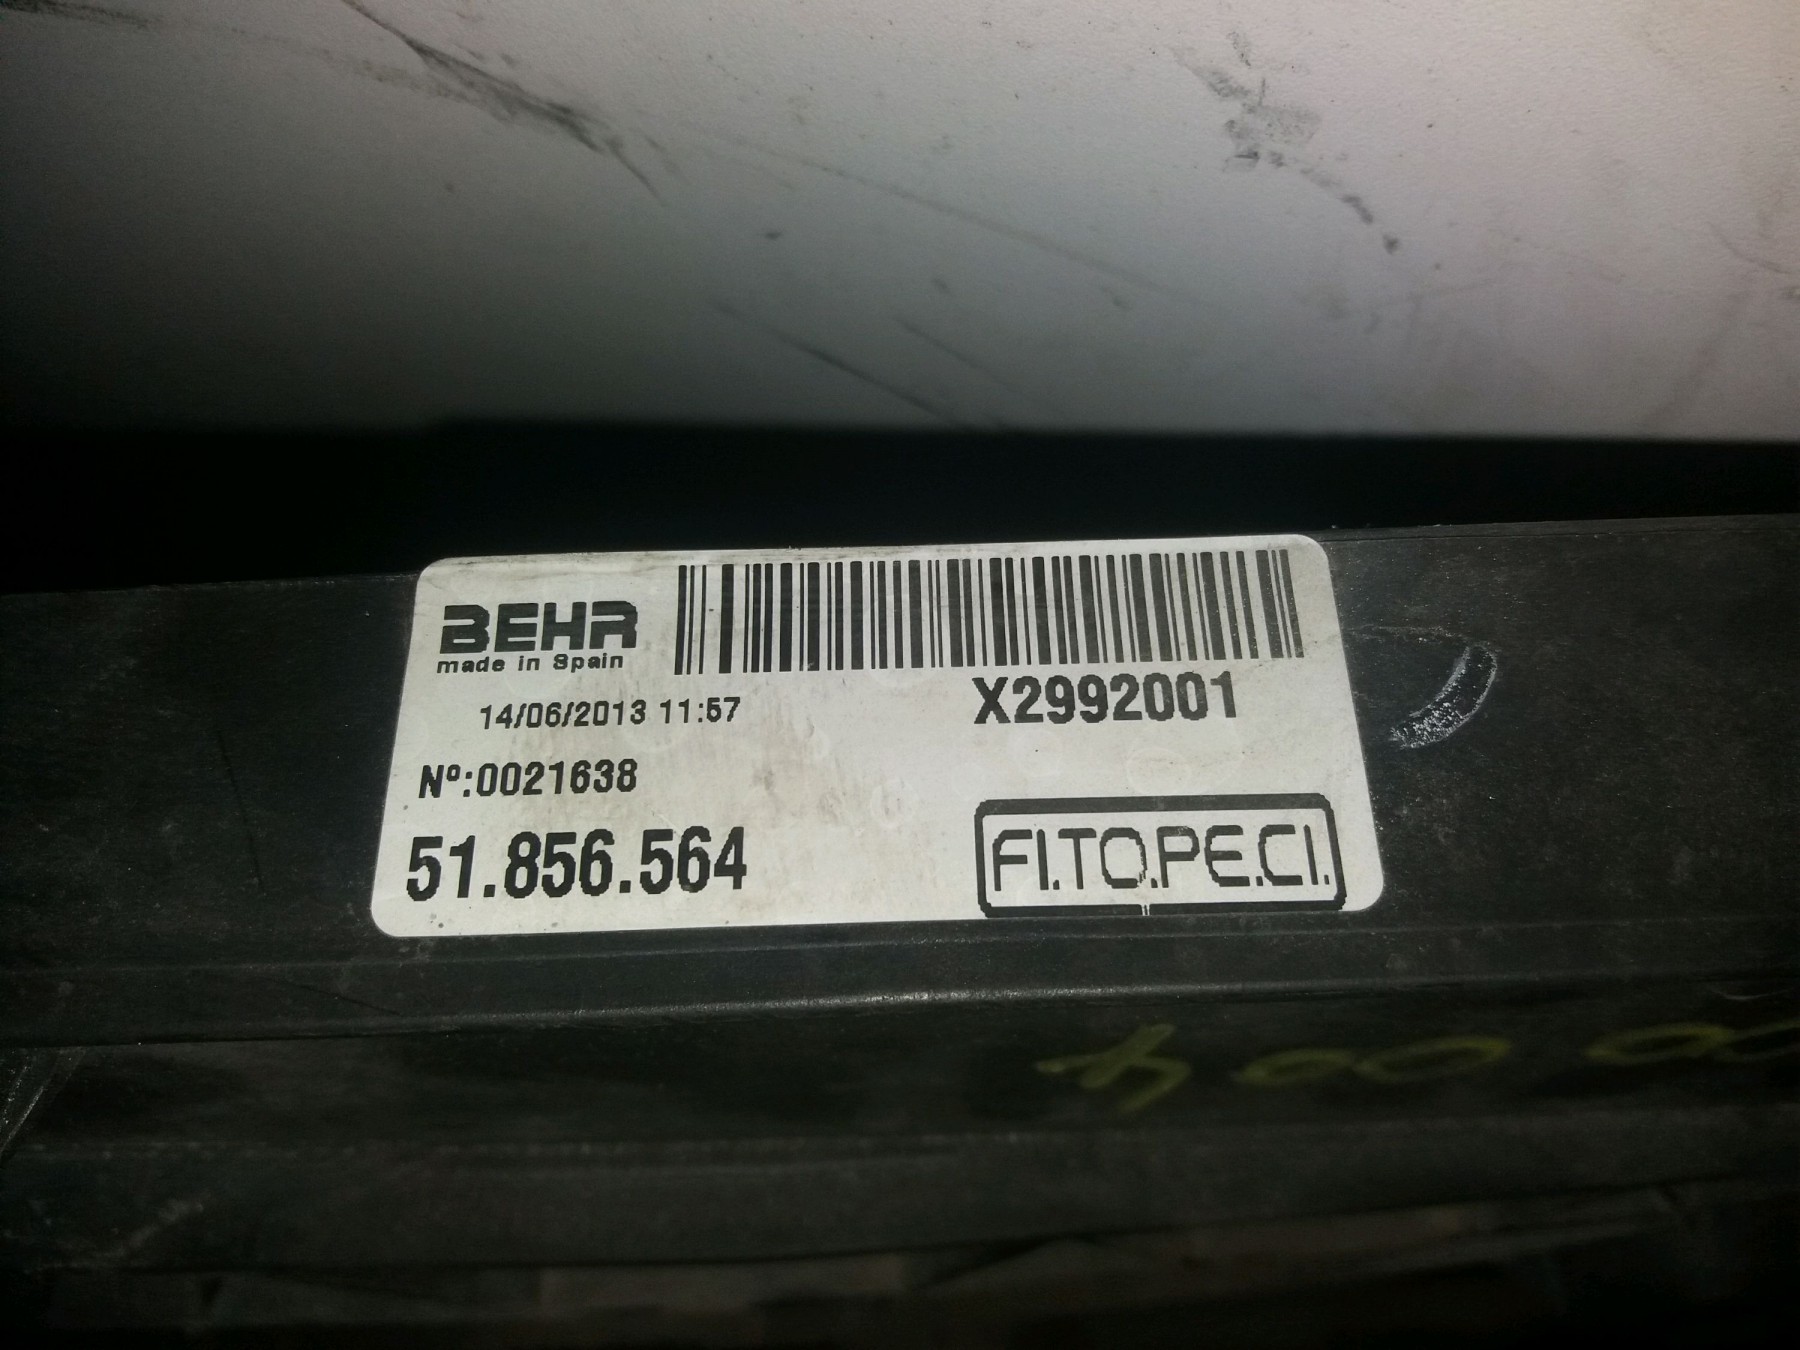 BEHR
made in Spain
X2992001
14/06/2013 11:57
Nº:0021638
51.856.564
FI.TO.PE.CI.